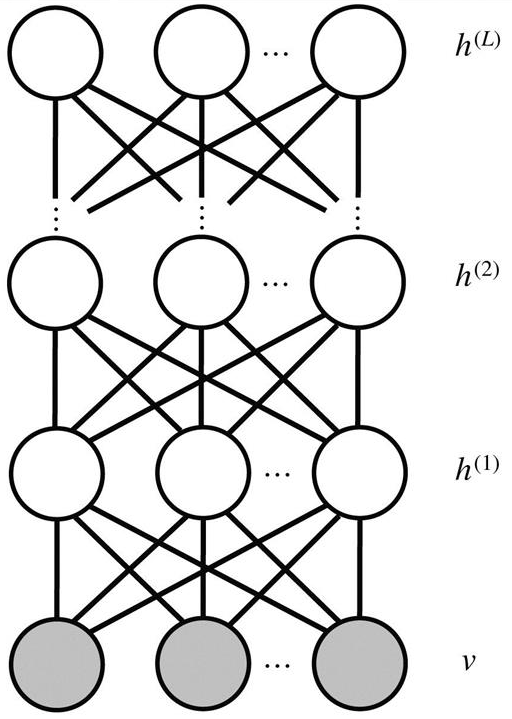 ... h^(L)
⋮ ⋮ ⋮
... h^(2)
... h^(1)
... v